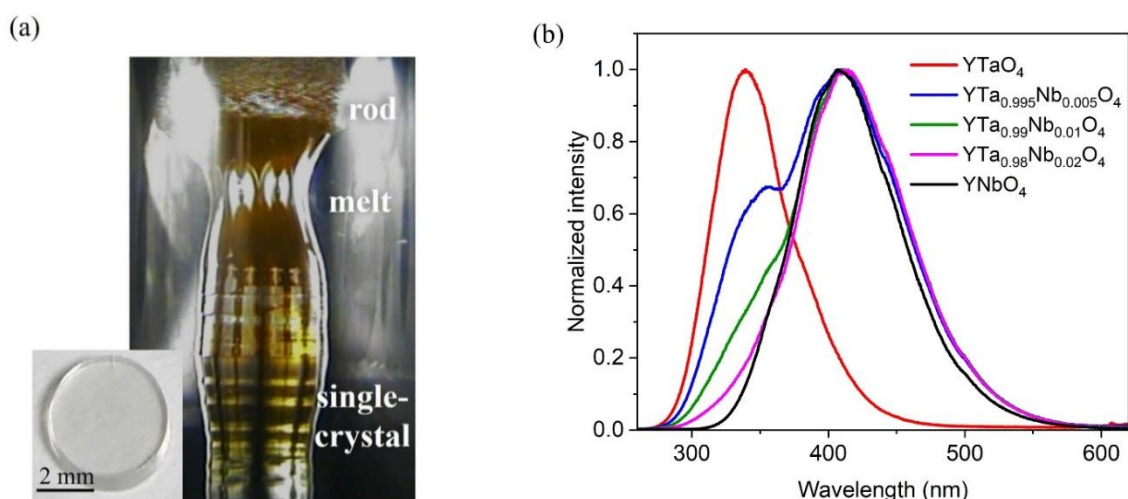 (a)
rod
melt
single-
crystal
2 mm
(b)
Normalized intensity
1.0
0.8
0.6
0.4
0.2
0.0
YTaO₄
YTa₀.₉₉₅Nb₀.₀₀₅O₄
YTa₀.₉₉Nb₀.₀₁O₄
YTa₀.₉₈Nb₀.₀₂O₄
YNbO₄
300 400 500 600
Wavelength (nm)